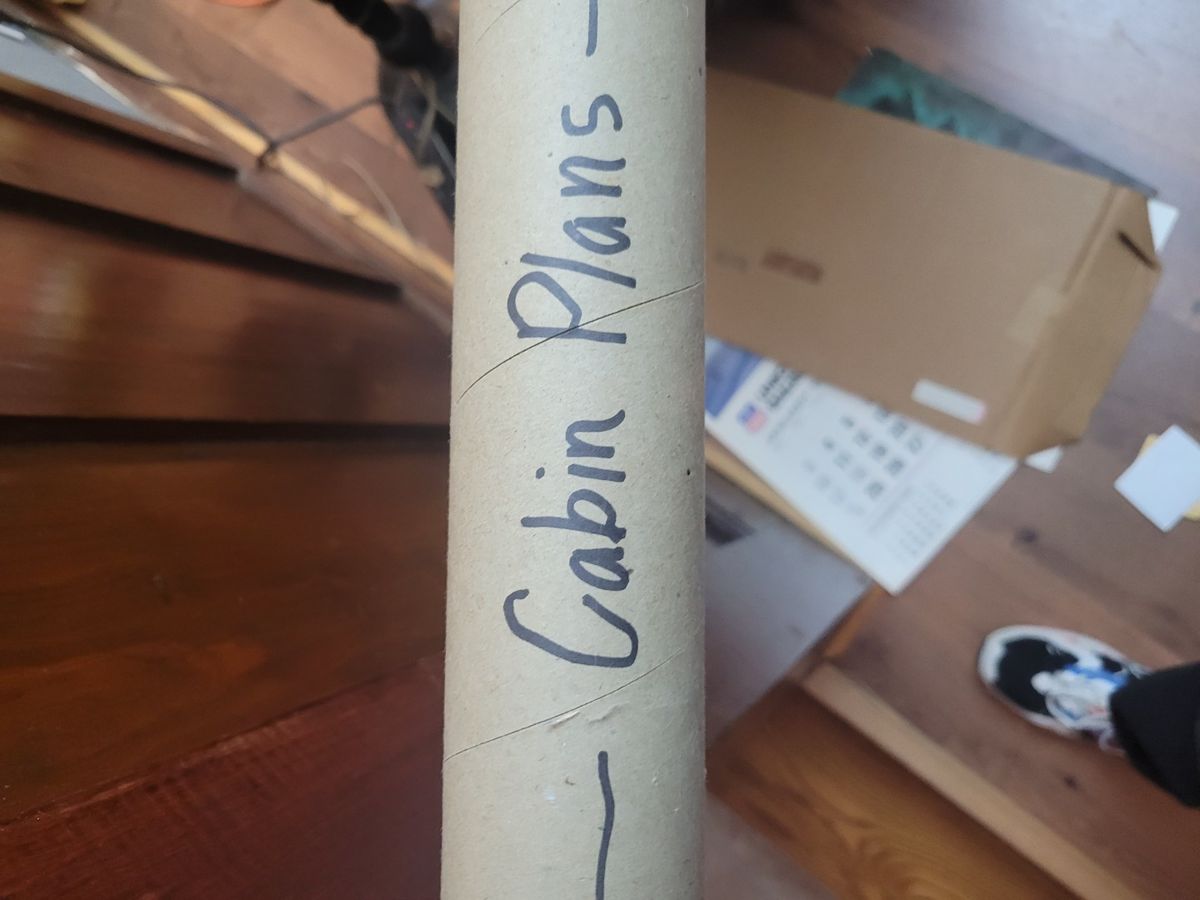 — Cabin Plans —